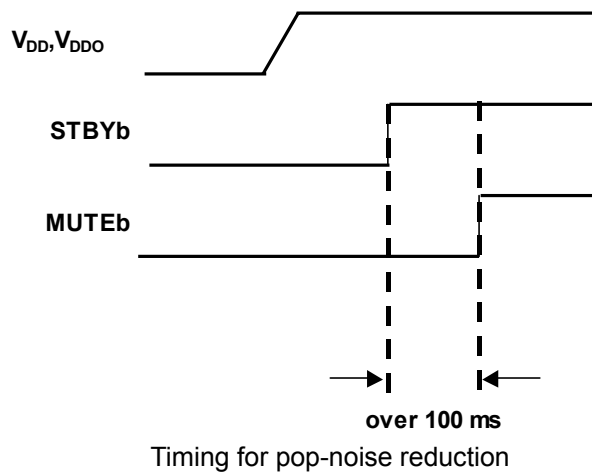 VDD,VDDO
STBYb
MUTEb
over 100 ms
Timing for pop-noise reduction